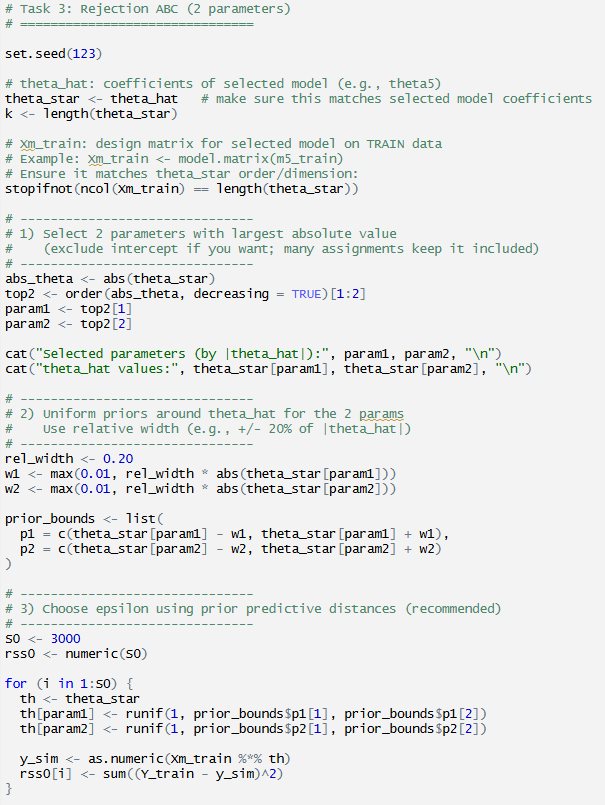 # Task 3: Rejection ABC (2 parameters)
# ===============================
set.seed(123)
# theta_hat: coefficients of selected model (e.g., theta5)
theta_star <- theta_hat   # make sure this matches selected model coefficients
k <- length(theta_star)
# Xm_train: design matrix for selected model on TRAIN data
# Example: Xm_train <- model.matrix(m5_train)
# Ensure it matches theta_star order/dimension:
stopifnot(ncol(Xm_train) == length(theta_star))
# -------------------------------
# 1) Select 2 parameters with largest absolute value
#    (exclude intercept if you want; many assignments keep it included)
# -------------------------------
abs_theta <- abs(theta_star)
top2 <- order(abs_theta, decreasing = TRUE)[1:2]
param1 <- top2[1]
param2 <- top2[2]
cat("Selected parameters (by |theta_hat|):", param1, param2, "\n")
cat("theta_hat values:", theta_star[param1], theta_star[param2], "\n")
# -------------------------------
# 2) Uniform priors around theta_hat for the 2 params
#    Use relative width (e.g., +/- 20% of |theta_hat|)
# -------------------------------
rel_width <- 0.20
w1 <- max(0.01, rel_width * abs(theta_star[param1]))
w2 <- max(0.01, rel_width * abs(theta_star[param2]))
prior_bounds <- list(
  p1 = c(theta_star[param1] - w1, theta_star[param1] + w1),
  p2 = c(theta_star[param2] - w2, theta_star[param2] + w2)
)
# -------------------------------
# 3) Choose epsilon using prior predictive distances (recommended)
# -------------------------------
S0 <- 3000
rss0 <- numeric(S0)
for (i in 1:S0) {
  th <- theta_star
  th[param1] <- runif(1, prior_bounds$p1[1], prior_bounds$p1[2])
  th[param2] <- runif(1, prior_bounds$p2[1], prior_bounds$p2[2])
  y_sim <- as.numeric(Xm_train %*% th)
  rss0[i] <- sum((Y_train - y_sim)^2)
}